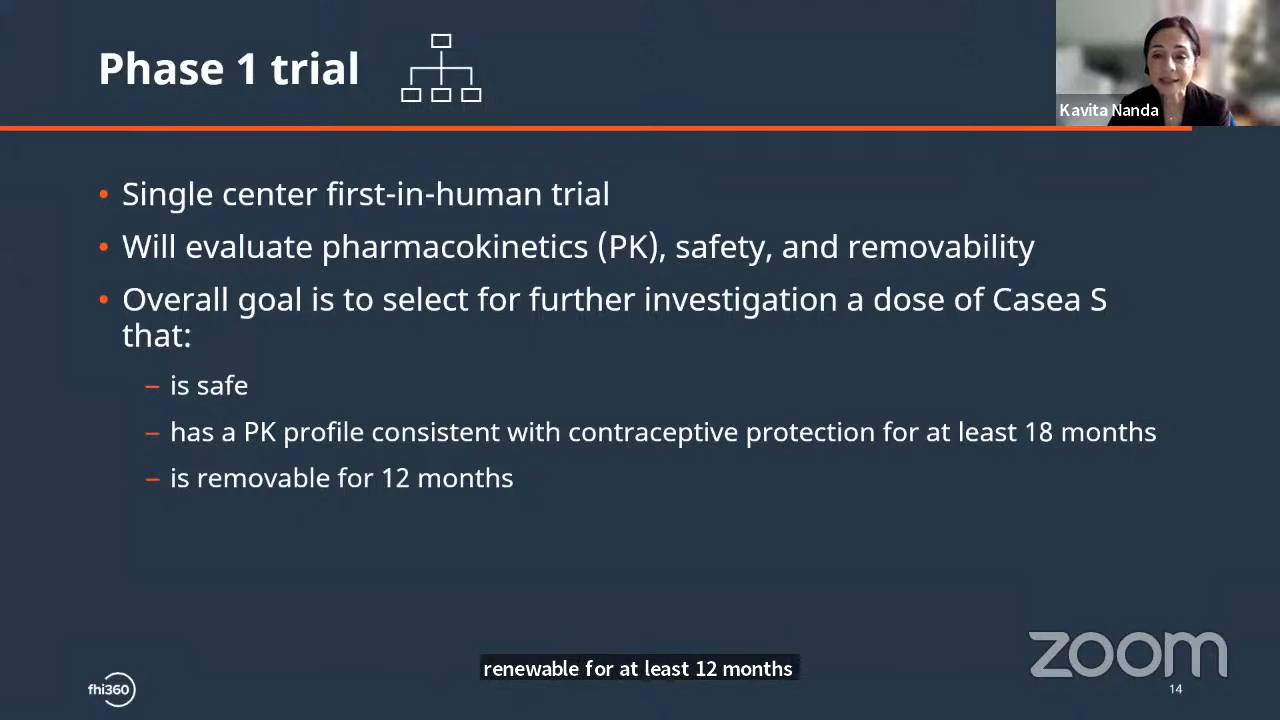 Phase 1 trial
Kavita Nanda
• Single center first-in-human trial
• Will evaluate pharmacokinetics (PK), safety, and removability
• Overall goal is to select for further investigation a dose of Casea S
that:
– is safe
– has a PK profile consistent with contraceptive protection for at least 18 months
– is removable for 12 months
renewable for at least 12 months
zoom
fhi360
14